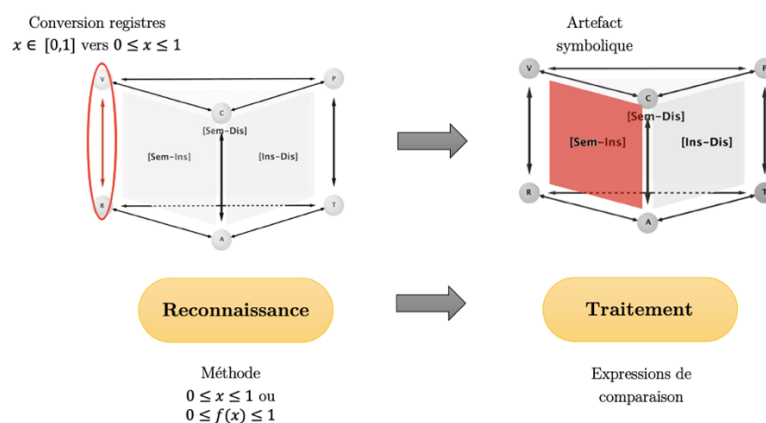 Conversion registres
x ∈ [0,1] vers 0 ≤ x ≤ 1
V
P
C
[Sem-Dis]
[Sem-Ins]
[Ins-Dis]
R
T
A
Artefact
symbolique
V
P
C
[Sem-Dis]
[Sem-Ins]
[Ins-Dis]
R
T
A
Reconnaissance
Traitement
Méthode
0 ≤ x ≤ 1 ou
0 ≤ f(x) ≤ 1
Expressions de
comparaison